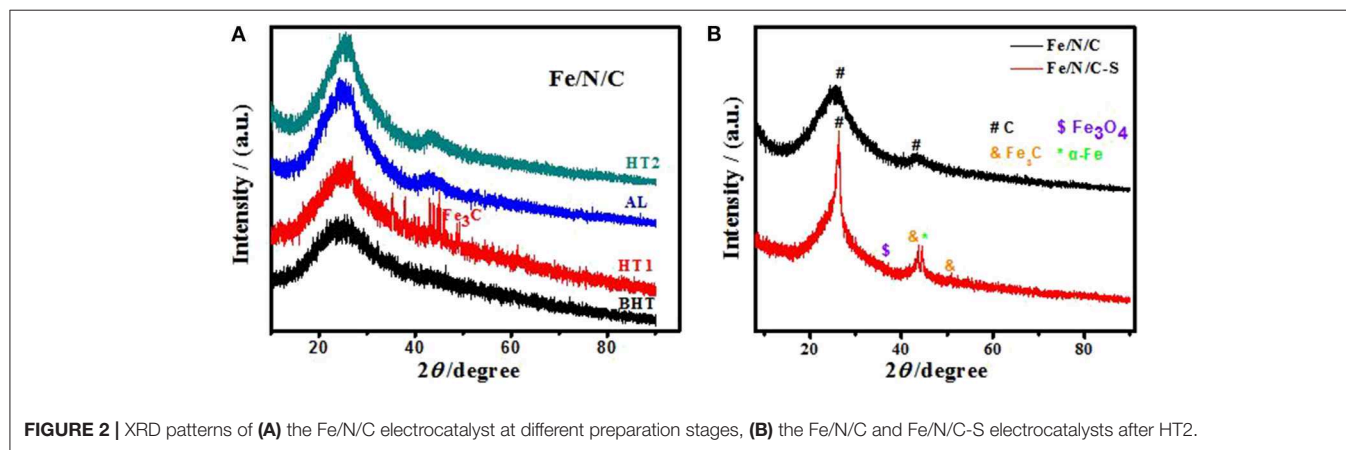 A
Fe/N/C
HT2
AL
Fe₃C
HT1
BHT
Intensity / (a.u.)
20 40 60 80
2θ/degree
B
Fe/N/C
Fe/N/C-S
#
#
#
# C $ Fe₃O₄
& Fe₃C * α-Fe
$
& *
&
Intensity / (a.u.)
20 40 60 80
2θ/degree
FIGURE 2 | XRD patterns of (A) the Fe/N/C electrocatalyst at different preparation stages, (B) the Fe/N/C and Fe/N/C-S electrocatalysts after HT2.